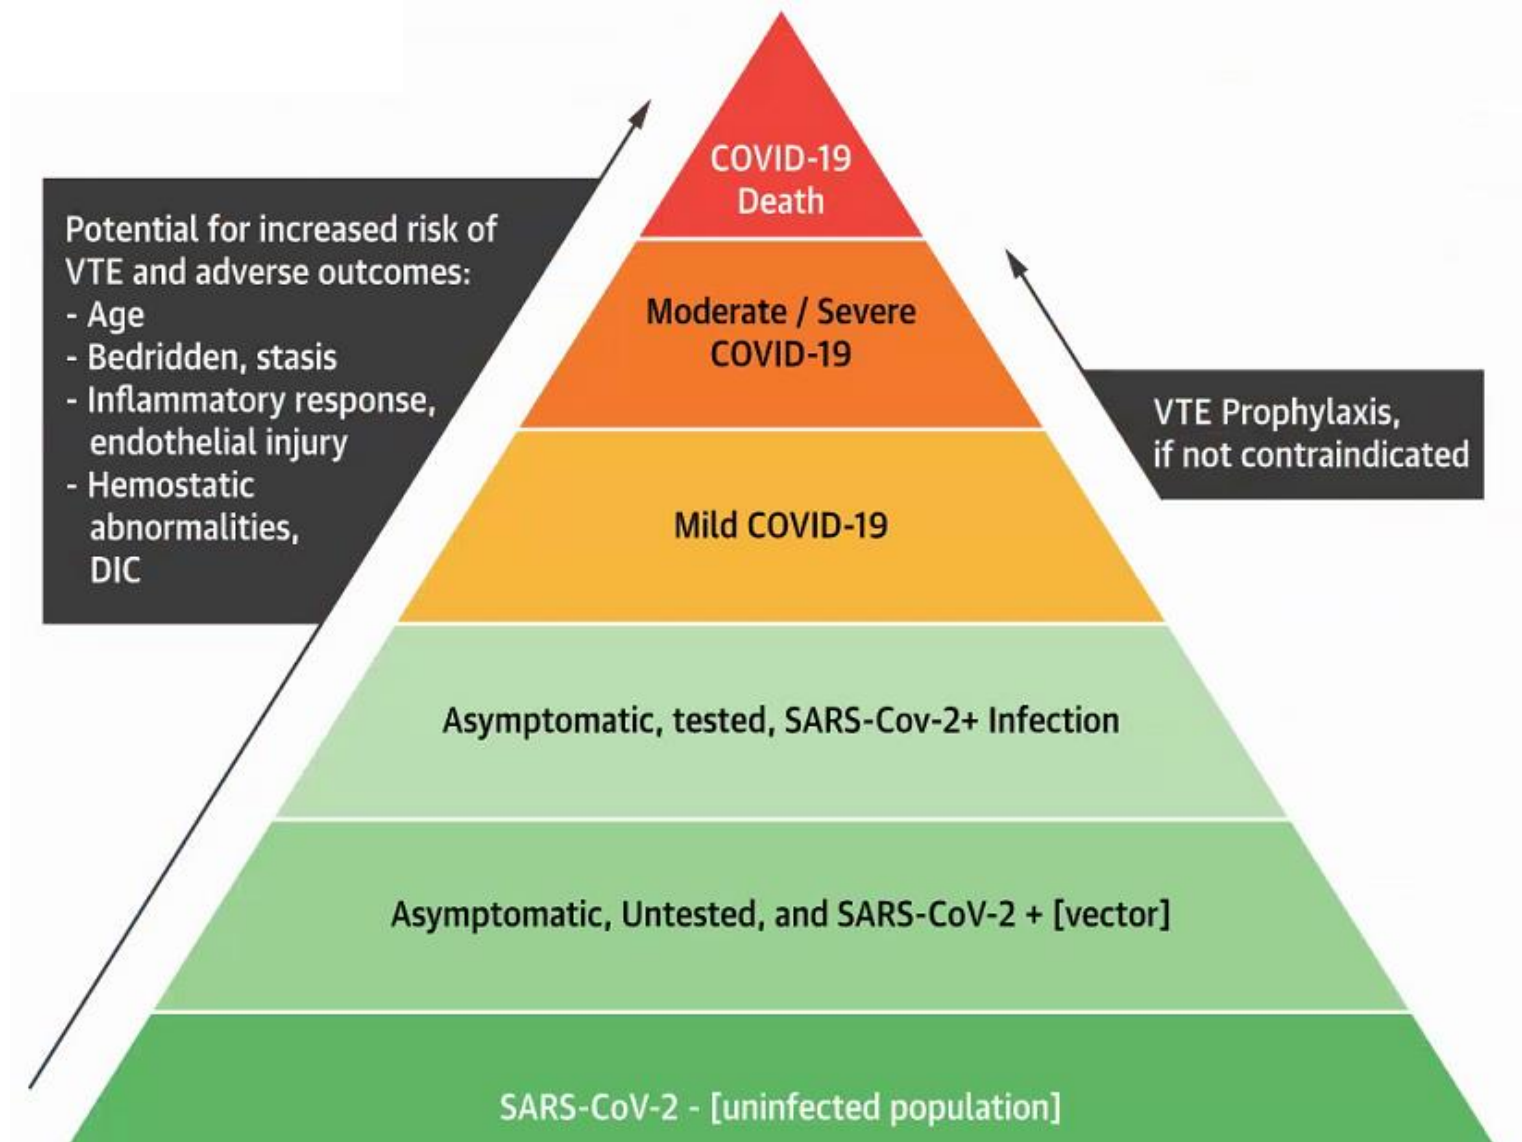 COVID-19
Death
Potential for increased risk of
VTE and adverse outcomes:
- Age
- Bedridden, stasis
- Inflammatory response,
endothelial injury
- Hemostatic
abnormalities,
DIC
Moderate / Severe
COVID-19
VTE Prophylaxis,
if not contraindicated
Mild COVID-19
Asymptomatic, tested, SARS-Cov-2+ Infection
Asymptomatic, Untested, and SARS-CoV-2 + [vector]
SARS-CoV-2 - [uninfected population]